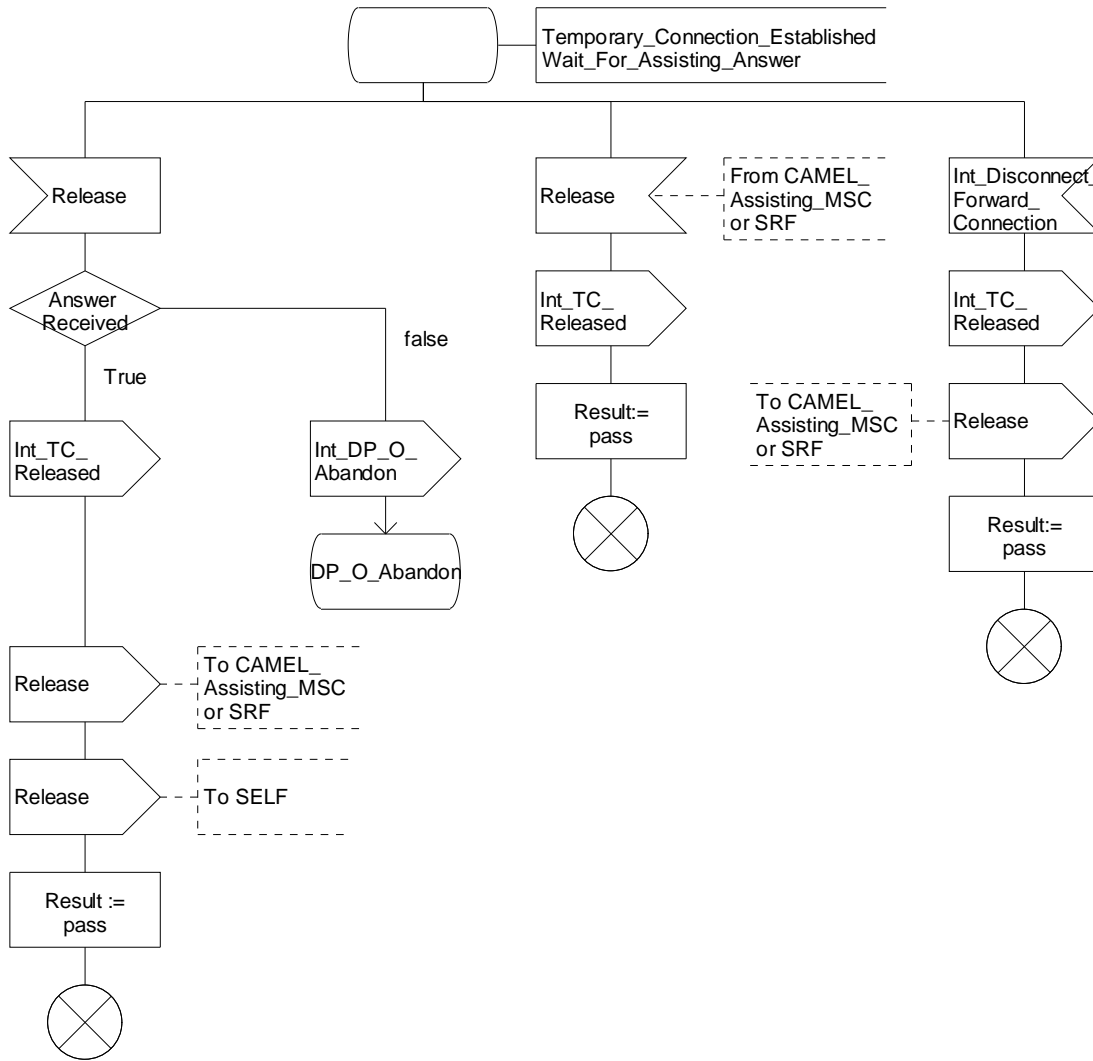 Temporary_Connection_Established
Wait_For_Assisting_Answer
Release
Answer
Received
false
True
Int_TC_
Released
Int_DP_O_
Abandon
DP_O_Abandon
Release
To CAMEL_
Assisting_MSC
or SRF
Release
To SELF
Result :=
pass
Release
From CAMEL_
Assisting_MSC
or SRF
Int_TC_
Released
Result:=
pass
Int_Disconnect_
Forward_
Connection
Int_TC_
Released
To CAMEL_
Assisting_MSC
or SRF
Release
Result:=
pass